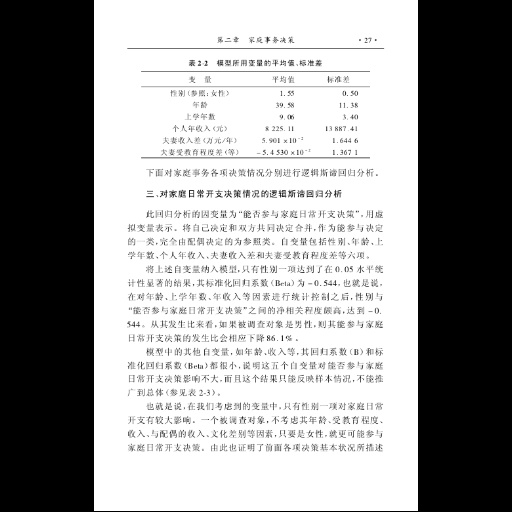 第二章 家庭事务决策 ·27·
表 2-2 模型所用变量的平均值、标准差
变 量 平均值 标准差
性别(参照:女性) 1.55 0.50
年龄 39.58 11.38
上学年数 9.06 3.40
个人年收入(元) 8 225.11 13 887.41
夫妻收入差(万元/年) 5.901×10⁻² 1.644 6
夫妻受教育程度差(等) −5.4 530×10⁻² 1.367 1
下面对家庭事务各项决策情况分别进行逻辑斯谛回归分析。
三、对家庭日常开支决策情况的逻辑斯谛回归分析
此回归分析的因变量为“能否参与家庭日常开支决策”,用虚
拟变量表示。将自己决定和双方共同决定合并,作为能参与决定
的一类,完全由配偶决定的为参照类。自变量包括性别、年龄、上
学年数、个人年收入、夫妻收入差和夫妻受教育程度差等六项。
将上述自变量纳入模型,只有性别一项达到了在 0.05 水平统
计性显著的结果,其标准化回归系数(Beta)为−0.544,也就是说,
在对年龄、上学年数、年收入等因素进行统计控制之后,性别与
“能否参与家庭日常开支决策”之间的净相关程度颇高,达到−0.
544。从其发生比来看,如果被调查对象是男性,则其能参与家庭
日常开支决策的发生比会相应下降 86.1%。
模型中的其他自变量,如年龄、收入等,其回归系数(B)和标
准化回归系数(Beta)都很小,说明这五个自变量对能否参与家庭
日常开支决策影响不大,而且这个结果只能反映样本情况,不能推
广到总体(参见表 2-3)。
也就是说,在我们考虑到的变量中,只有性别一项对家庭日常
开支有较大影响。一个被调查对象,不考虑其年龄、受教育程度、
收入、与配偶的收入、文化差别等因素,只要是女性,就更可能参与
家庭日常开支决策。由此也证明了前面各项决策基本状况所描述